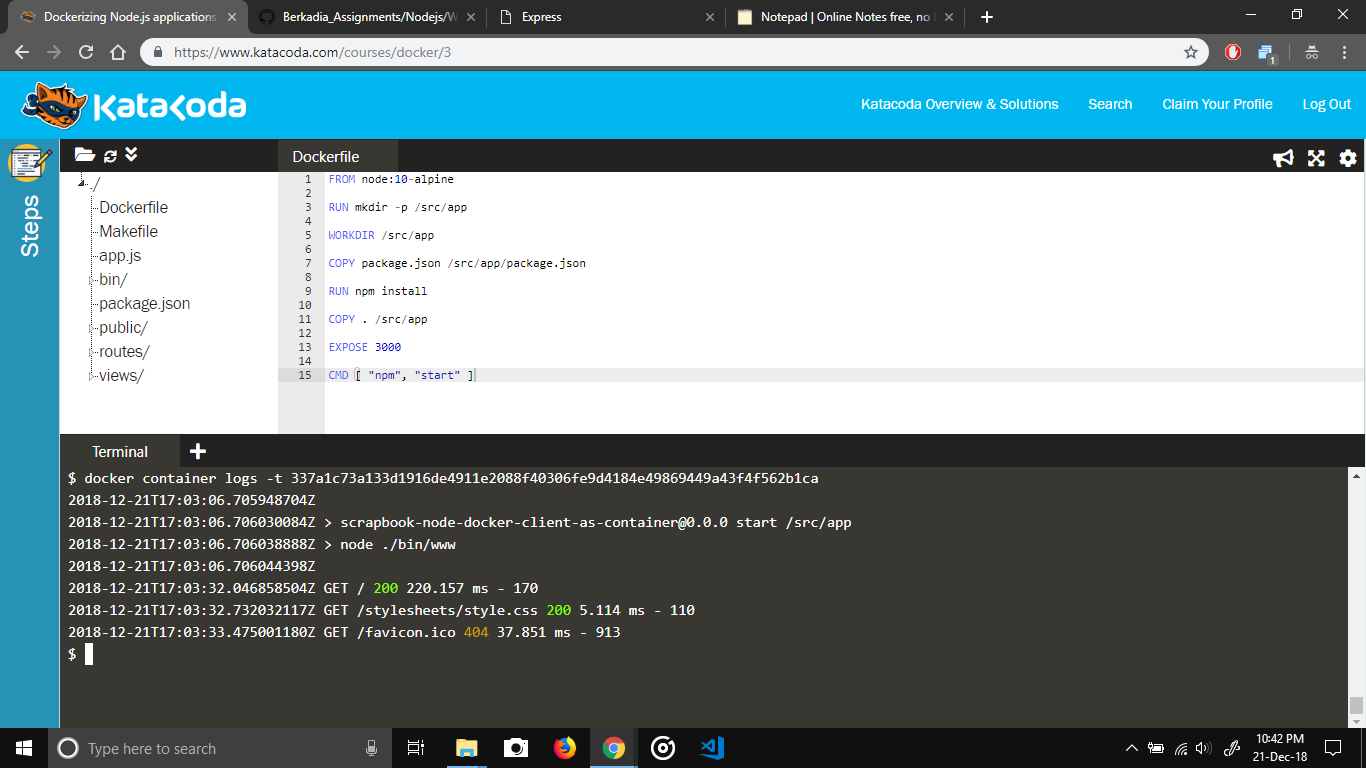 Dockerizing Node.js applications
Berkadia_Assignments/Nodejs/W
Express
Notepad | Online Notes free, no
https://www.katacoda.com/courses/docker/3
1
KataKoda
Katacoda Overview & Solutions
Search
Claim Your Profile
Log Out
Steps
./
Dockerfile
Makefile
app.js
bin/
package.json
public/
routes/
views/
Dockerfile
1 FROM node:10-alpine
2
3 RUN mkdir -p /src/app
4
5 WORKDIR /src/app
6
7 COPY package.json /src/app/package.json
8
9 RUN npm install
10
11 COPY . /src/app
12
13 EXPOSE 3000
14
15 CMD [ "npm", "start" ]
Terminal
$ docker container logs -t 337a1c73a133d1916de4911e2088f40306fe9d4184e49869449a43f4f562b1ca
2018-12-21T17:03:06.705948704Z
2018-12-21T17:03:06.706030084Z > scrapbook-node-docker-client-as-container@0.0.0 start /src/app
2018-12-21T17:03:06.706038888Z > node ./bin/www
2018-12-21T17:03:06.706044398Z
2018-12-21T17:03:32.046858504Z GET / 200 220.157 ms - 170
2018-12-21T17:03:32.732032117Z GET /stylesheets/style.css 200 5.114 ms - 110
2018-12-21T17:03:33.475001180Z GET /favicon.ico 404 37.851 ms - 913
$
Type here to search
10:42 PM
21-Dec-18